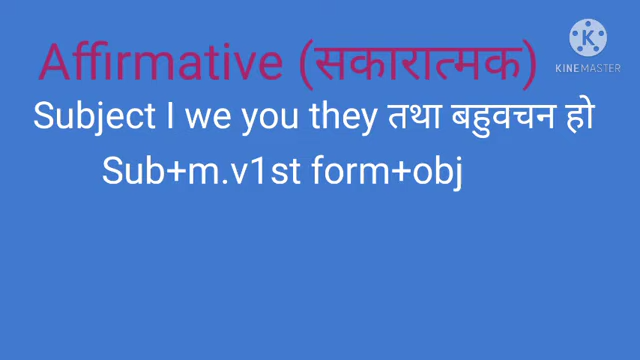 Affirmative (सकारात्मक)
KINEMASTER
Subject I we you they तथा बहुवचन हो
Sub+m.v1st form+obj